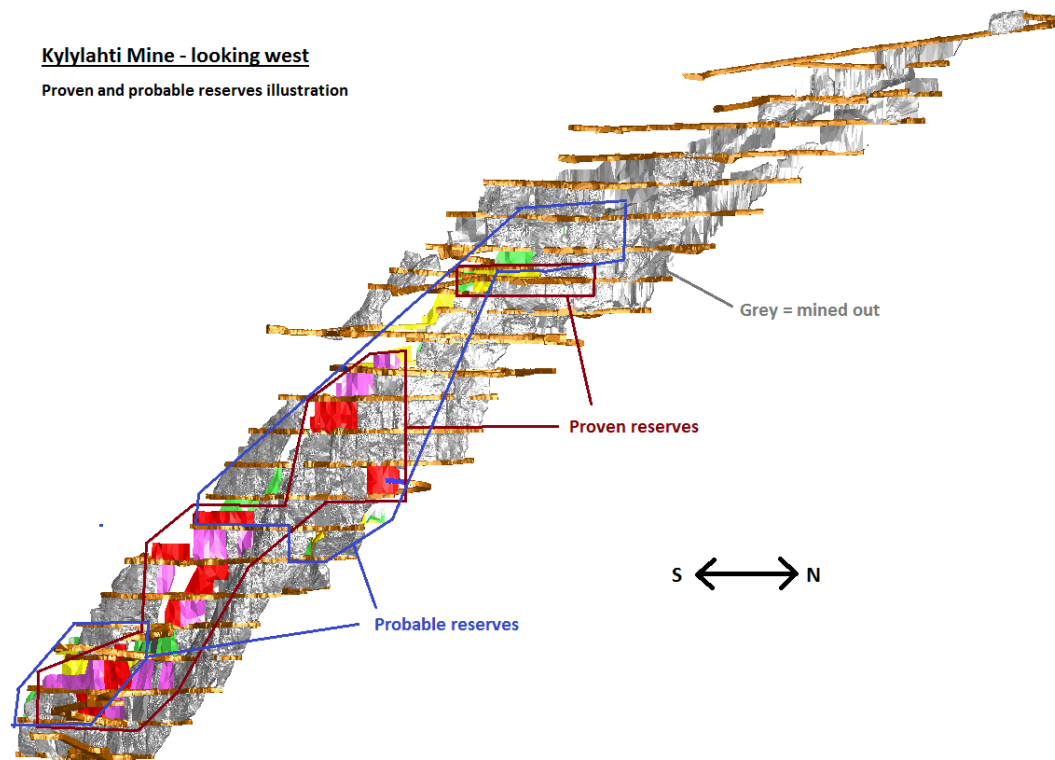 Kylylahti Mine - looking west
Proven and probable reserves illustration
Grey = mined out
Proven reserves
S N
Probable reserves